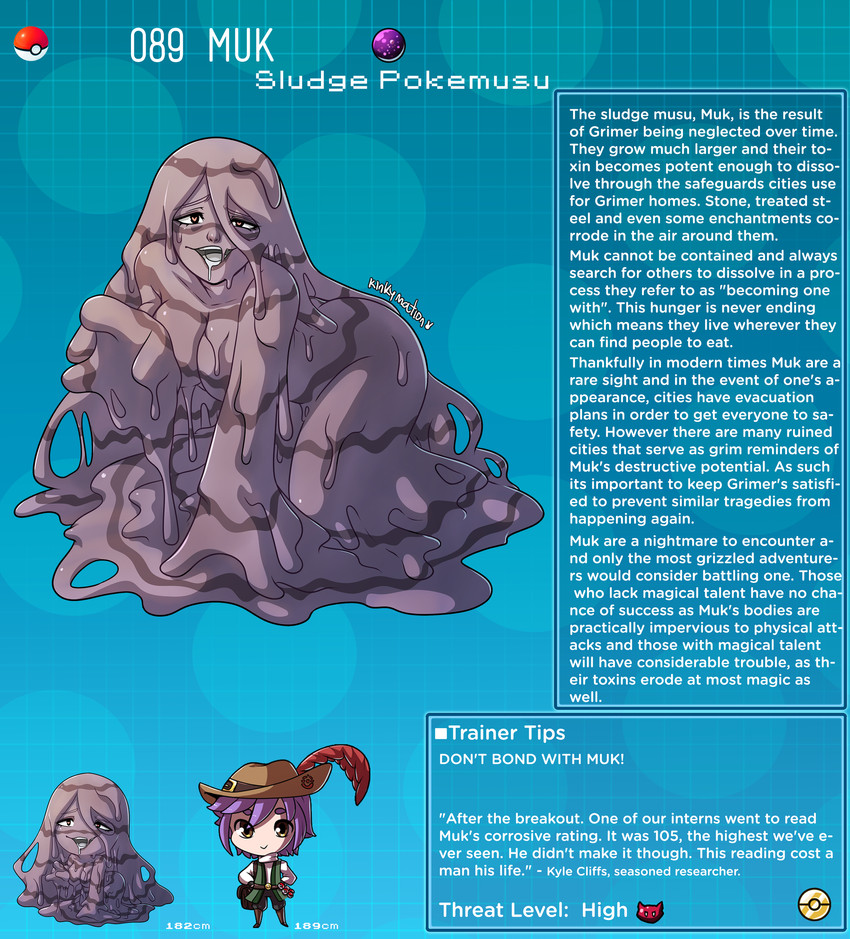 089 MUK
Sludge Pokemusu
The sludge musu, Muk, is the result
of Grimer being neglected over time.
They grow much larger and their to-
xin becomes potent enough to disso-
lve through the safeguards cities use
for Grimer homes. Stone, treated st-
eel and even some enchantments co-
rrode in the air around them.
Muk cannot be contained and always
search for others to dissolve in a pro-
cess they refer to as "becoming one
with". This hunger is never ending
which means they live wherever they
can find people to eat.
Thankfully in modern times Muk are a
rare sight and in the event of one's a-
ppearance, cities have evacuation
plans in order to get everyone to sa-
fety. However there are many ruined
cities that serve as grim reminders of
Muk's destructive potential. As such
its important to keep Grimer's satisfi-
ed to prevent similar tragedies from
happening again.
Muk are a nightmare to encounter a-
nd only the most grizzled adventure-
rs would consider battling one. Those
who lack magical talent have no cha-
nce of success as Muk's bodies are
practically impervious to physical att-
acks and those with magical talent
will have considerable trouble, as th-
eir toxins erode at most magic as
well.
kinkymation
Trainer Tips
DON'T BOND WITH MUK!
"After the breakout. One of our interns went to read
Muk's corrosive rating. It was 105, the highest we've e-
ver seen. He didn't make it though. This reading cost a
man his life." - Kyle Cliffs, seasoned researcher.
Threat Level: High
182cm
189cm